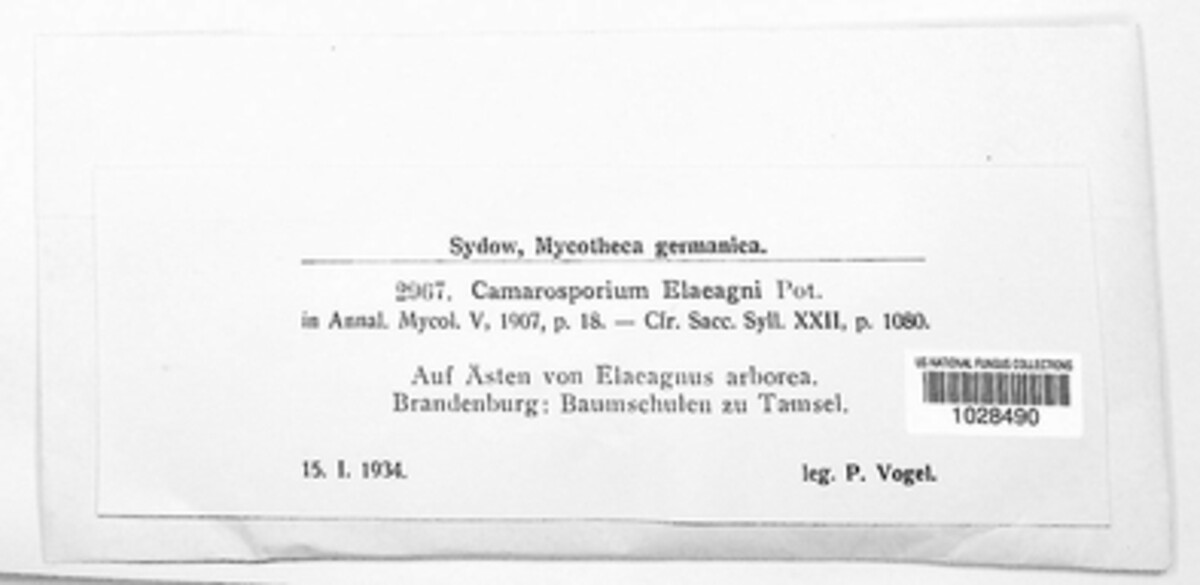 Sydow, Mycotheca germanica.
2967. Camarosporium Elaeagni Pot.
in Annal. Mycol. V, 1907, p. 18. — Cfr. Sacc. Syll. XXII, p. 1080.
Auf Ästen von Elaeagnus arborea.
Brandenburg: Baumschulen zu Tamsel.
US NATIONAL FUNGUS COLLECTIONS
1028490
15. I. 1934. leg. P. Vogel.